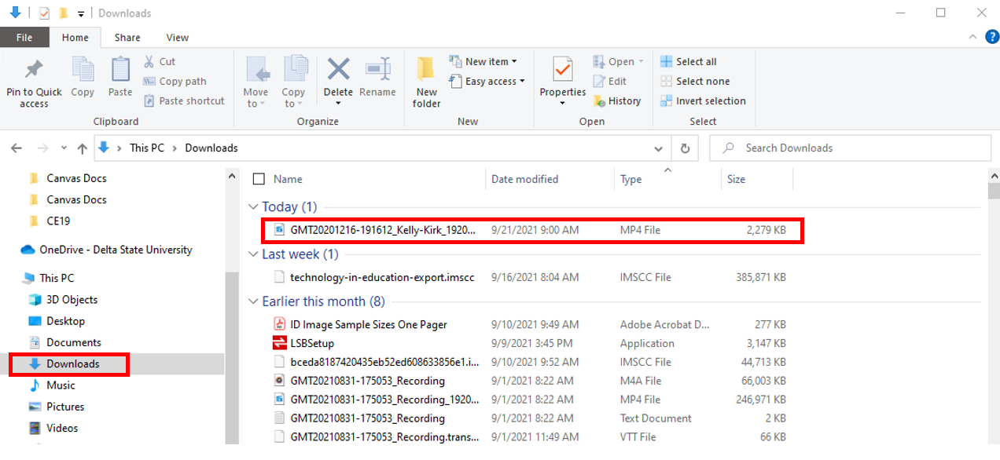 Downloads
File Home Share View
Pin to Quick access
Copy
Paste
Cut
Copy path
Paste shortcut
Clipboard
Move to
Copy to
Delete
Rename
Organize
New folder
New item
Easy access
New
Properties
Open
Edit
History
Open
Select all
Select none
Invert selection
Select
This PC > Downloads
Search Downloads
Canvas Docs
Canvas Docs
CE19
OneDrive - Delta State University
This PC
3D Objects
Desktop
Documents
Downloads
Music
Pictures
Videos
Name Date modified Type Size
Today (1)
GMT20201216-191612_Kelly-Kirk_1920... 9/21/2021 9:00 AM MP4 File 2,279 KB
Last week (1)
technology-in-education-export.imscc 9/16/2021 8:04 AM IMSCC File 385,871 KB
Earlier this month (8)
ID Image Sample Sizes One Pager 9/10/2021 9:49 AM Adobe Acrobat D... 277 KB
LSBSetup 9/9/2021 3:45 PM Application 3,147 KB
bceda8187420435eb52ed608633856e1.i... 9/10/2021 9:52 AM IMSCC File 44,713 KB
GMT20210831-175053_Recording 9/1/2021 8:22 AM M4A File 66,003 KB
GMT20210831-175053_Recording_1920... 9/1/2021 8:22 AM MP4 File 246,971 KB
GMT20210831-175053_Recording 9/1/2021 8:22 AM Text Document 2 KB
GMT20210831-175053_Recording.trans... 9/1/2021 11:49 AM VTT File 66 KB